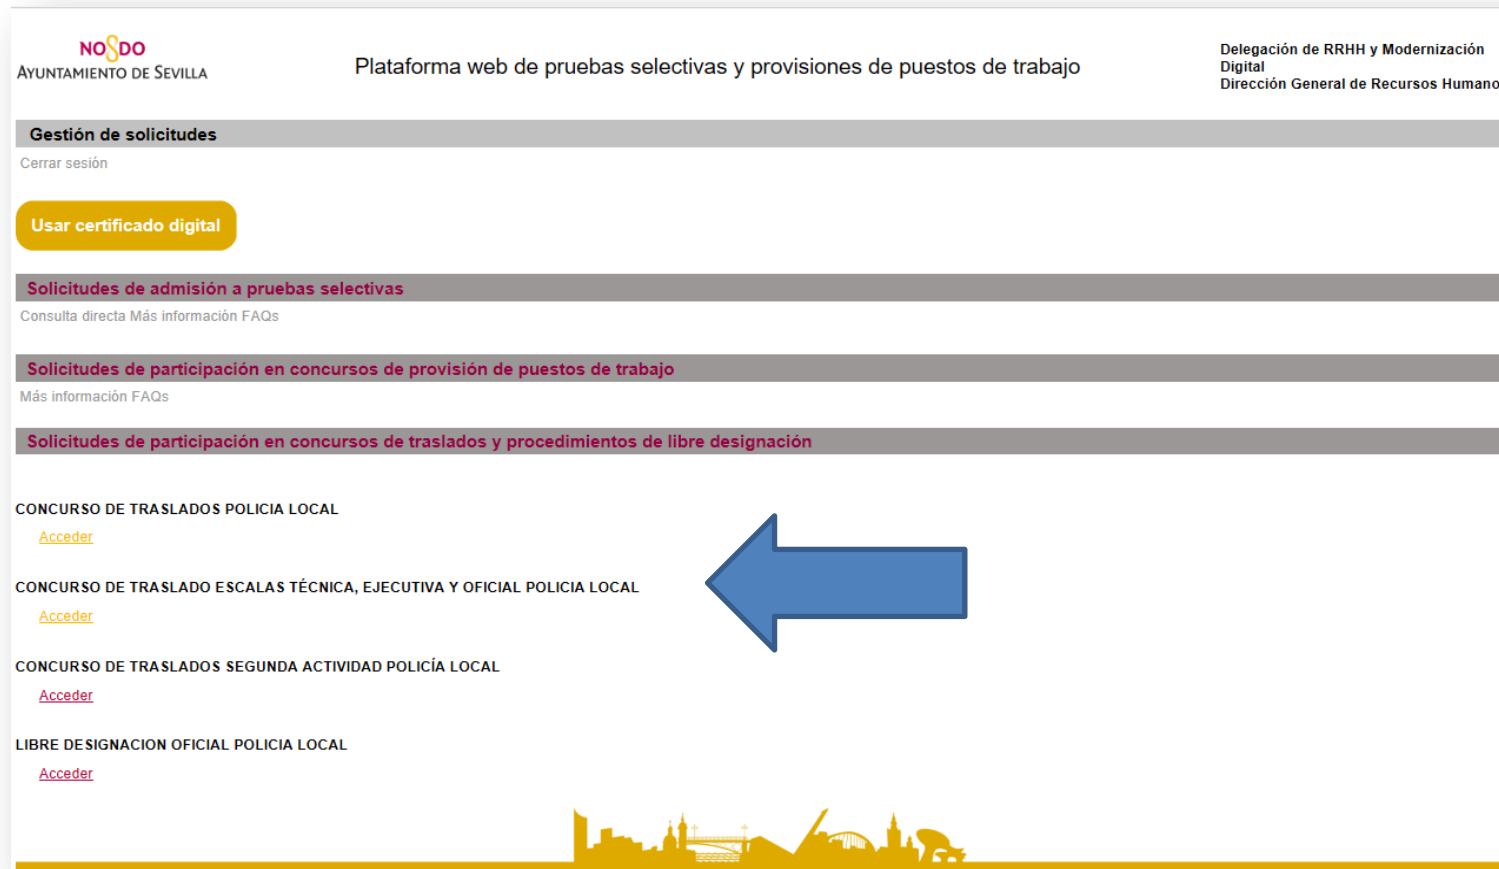 NO8DO
AYUNTAMIENTO DE SEVILLA
Plataforma web de pruebas selectivas y provisiones de puestos de trabajo
Delegación de RRHH y Modernización
Digital
Dirección General de Recursos Humano
Gestión de solicitudes
Cerrar sesión
Usar certificado digital
Solicitudes de admisión a pruebas selectivas
Consulta directa Más información FAQs
Solicitudes de participación en concursos de provisión de puestos de trabajo
Más información FAQs
Solicitudes de participación en concursos de traslados y procedimientos de libre designación
CONCURSO DE TRASLADOS POLICIA LOCAL
Acceder
CONCURSO DE TRASLADO ESCALAS TÉCNICA, EJECUTIVA Y OFICIAL POLICIA LOCAL
Acceder
CONCURSO DE TRASLADOS SEGUNDA ACTIVIDAD POLICÍA LOCAL
Acceder
LIBRE DESIGNACION OFICIAL POLICIA LOCAL
Acceder